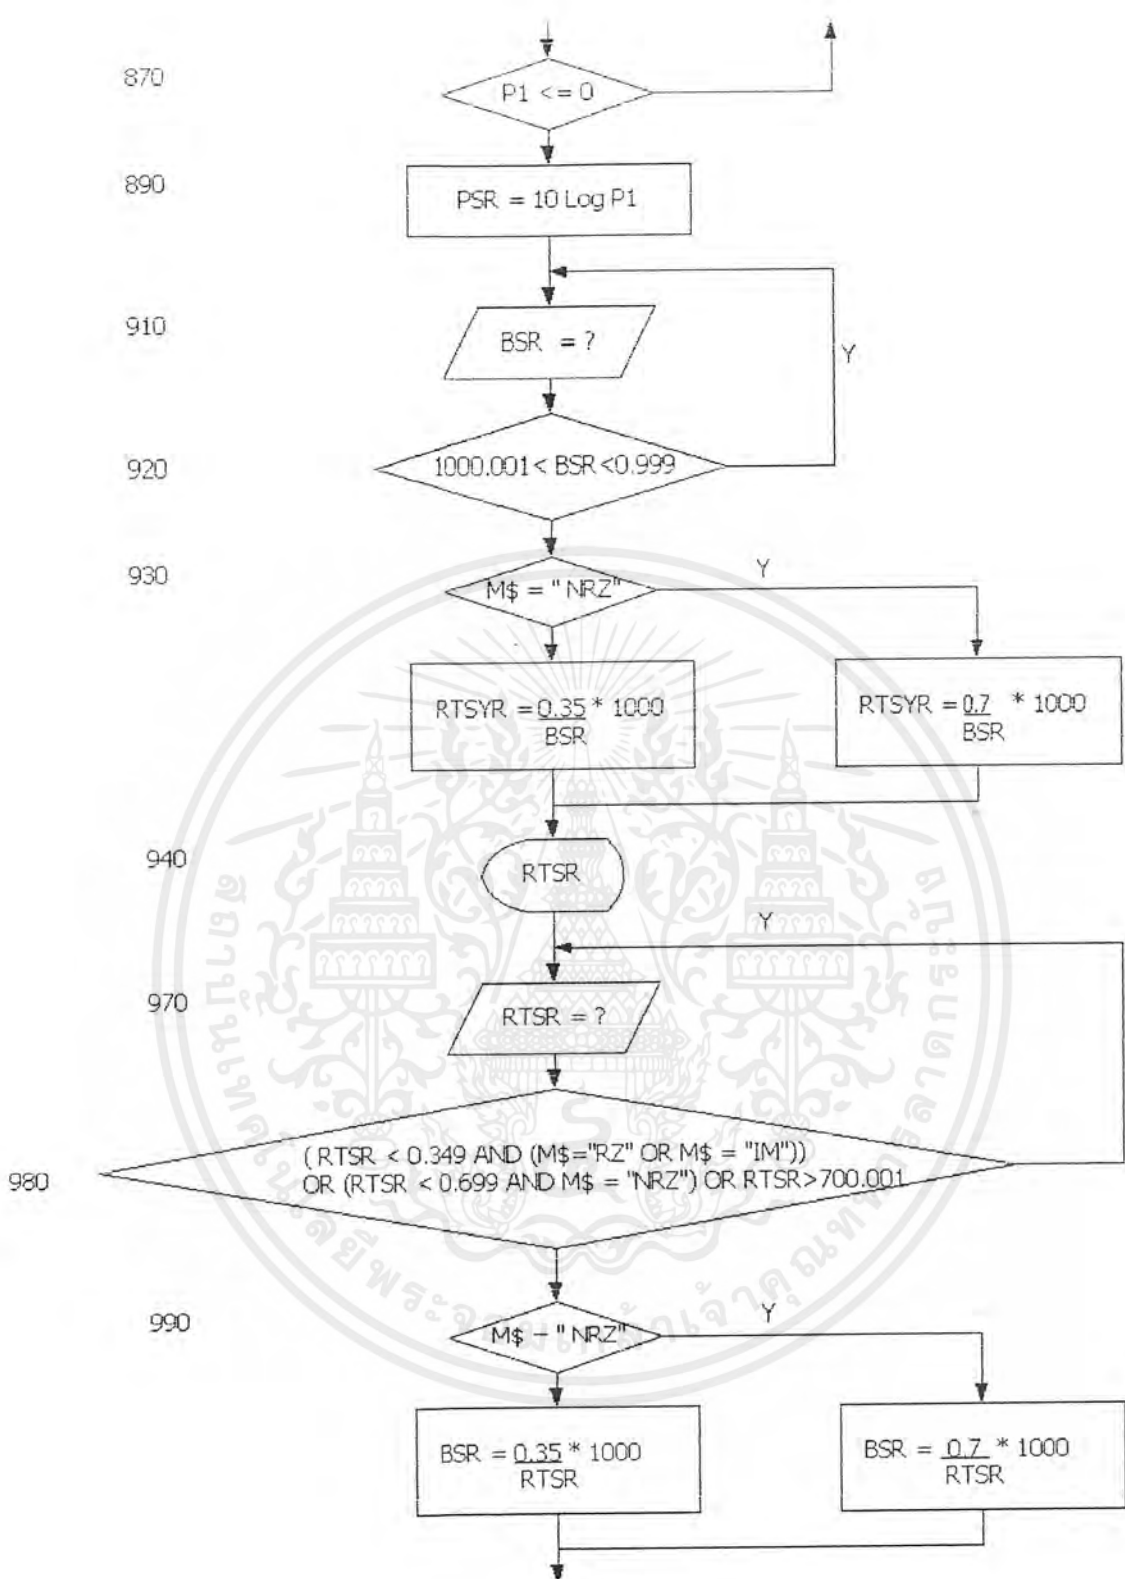 870
P1 <= 0
890
PSR = 10 Log P1
910
BSR = ?
Y
920
1000.001< BSR <0.999
930
M$ = " NRZ"
Y
RTSYR = 0.35 * 1000
BSR
RTSYR = 0.7 * 1000
BSR
940
RTSR
Y
970
RTSR = ?
980
( RTSR < 0.349 AND (M$="RZ" OR M$ = "IM"))
OR (RTSR < 0.699 AND M$ = "NRZ") OR RTSR>700.001
990
M$ - " NRZ"
Y
BSR = 0.35 * 1000
RTSR
BSR = 0.7 * 1000
RTSR